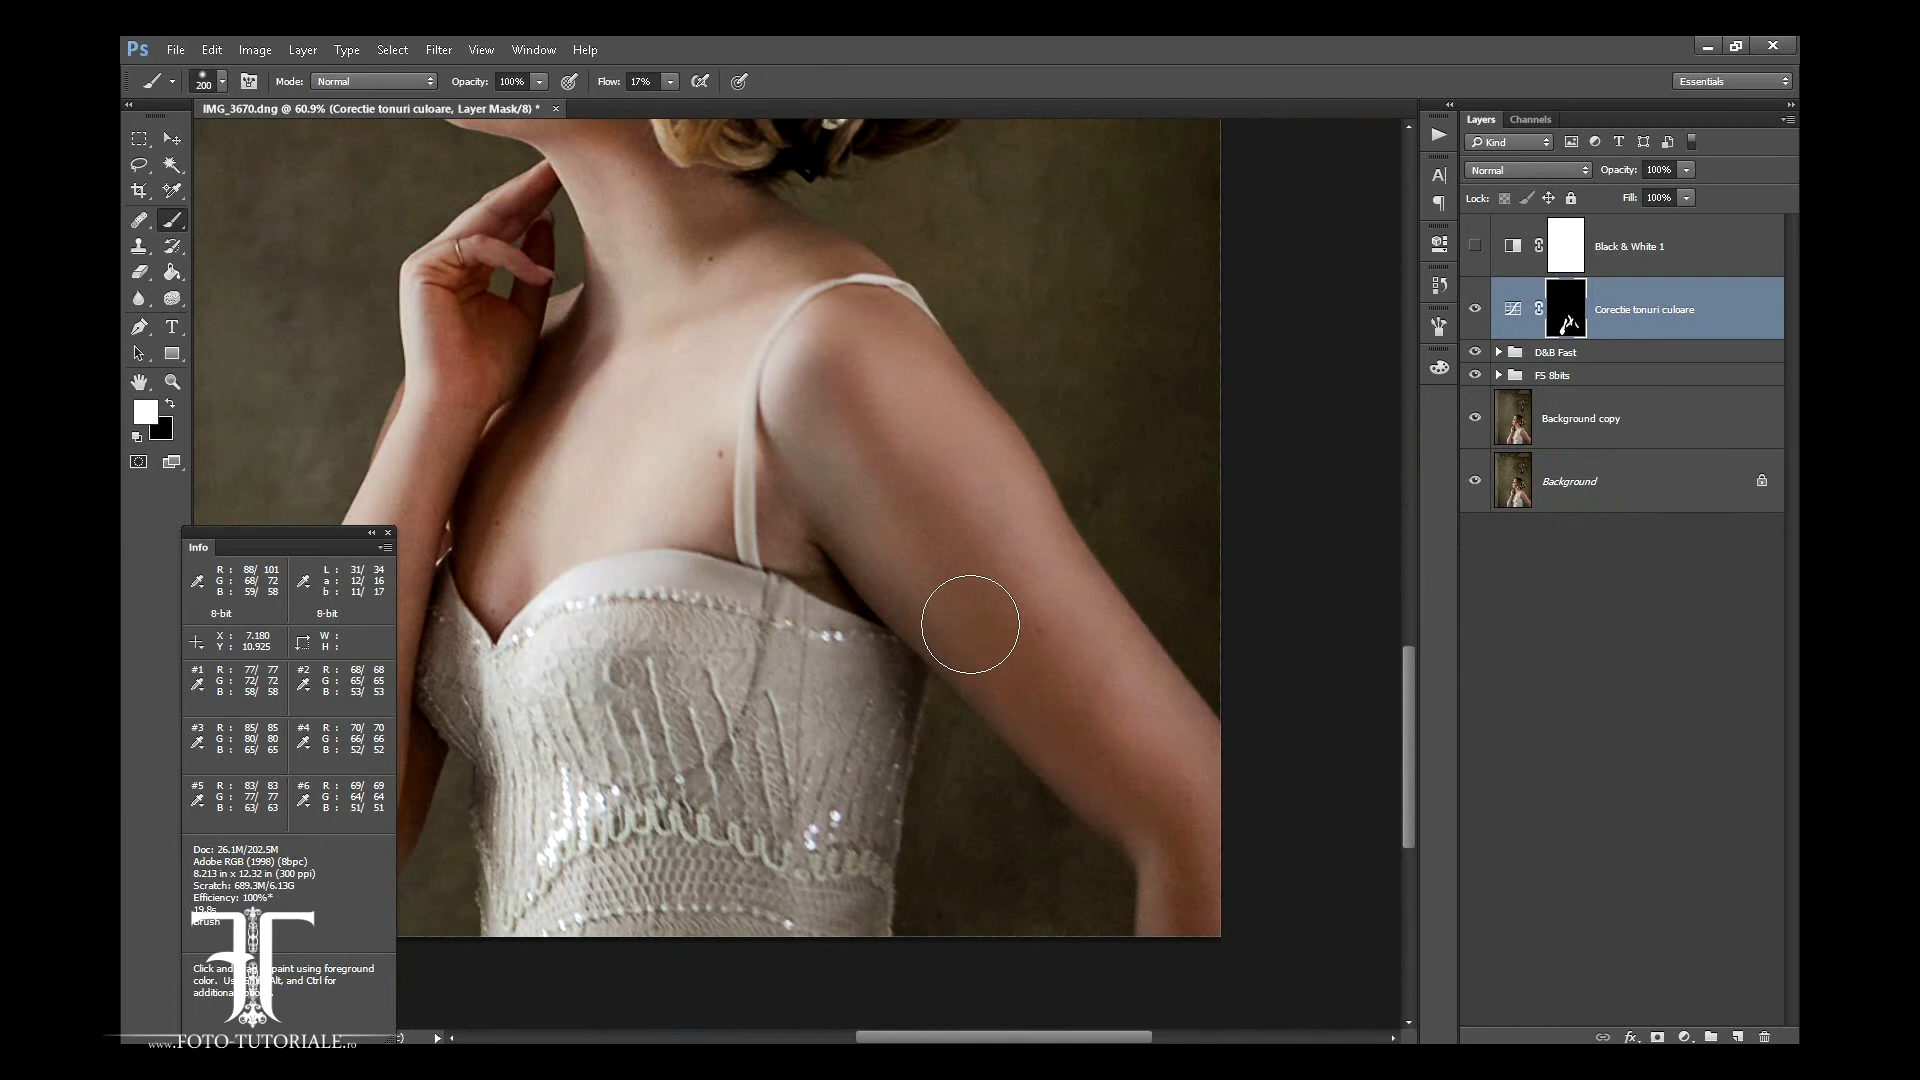 Ps File Edit Image Layer Type Select Filter View Window Help
200 Mode: Normal Opacity: 100% Flow: 17% Essentials
IMG_3670.dng @ 60.9% (Corectie tonuri culoare, Layer Mask/8) *
Layers Channels
Kind
Normal Opacity: 100%
Lock: Fill: 100%
Black & White 1
Corectie tonuri culoare
D&B Fast
FS 8bits
Background copy
Background
Info
R : 88/ 101 L : 31/ 34
G : 68/ 72 a : 12/ 16
B : 59/ 58 b : 11/ 17
8-bit 8-bit
X : 7.180 W :
Y : 10.925 H :
#1 R : 77/ 77 #2 R : 68/ 68
G : 72/ 72 G : 65/ 65
B : 58/ 58 B : 53/ 53
#3 R : 85/ 85 #4 R : 70/ 70
G : 80/ 80 G : 66/ 66
B : 65/ 65 B : 52/ 52
#5 R : 83/ 83 #6 R : 69/ 69
G : 77/ 77 G : 64/ 64
B : 63/ 63 B : 51/ 51
Doc: 26.1M/202.5M
Adobe RGB (1998) (8bpc)
8.213 in x 12.32 in (300 ppi)
Scratch: 689.3M/6.13G
Efficiency: 100%*
19.8s
Brush
Click and paint using foreground
color. Alt, and Ctrl for
www.FOTO-TUTORIALE.ro